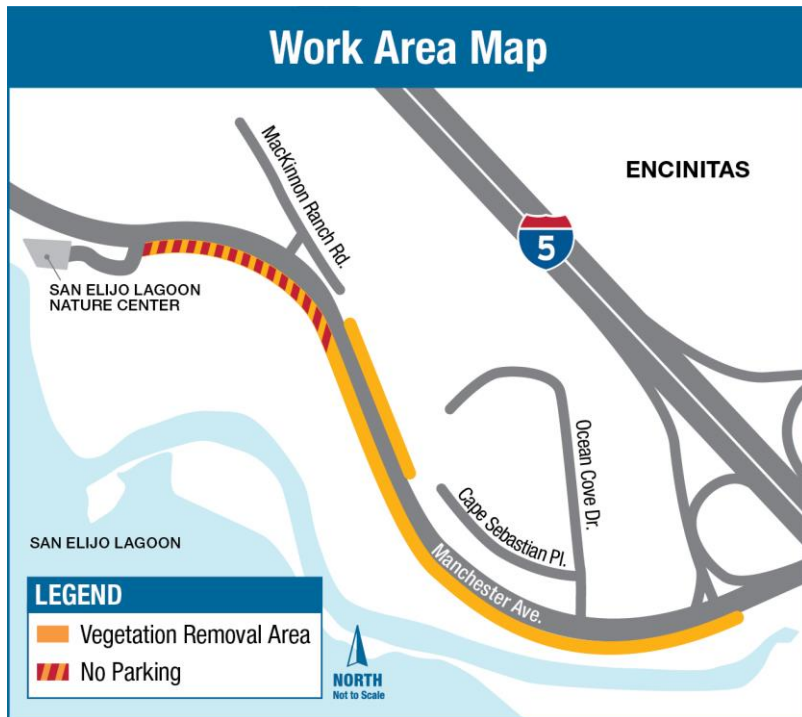 Work Area Map
MacKinnon Ranch Rd.
ENCINITAS
5
SAN ELIJO LAGOON
NATURE CENTER
Ocean Cove Dr.
Cape Sebastian Pl.
Manchester Ave.
SAN ELIJO LAGOON
LEGEND
Vegetation Removal Area
No Parking
NORTH
Not to Scale